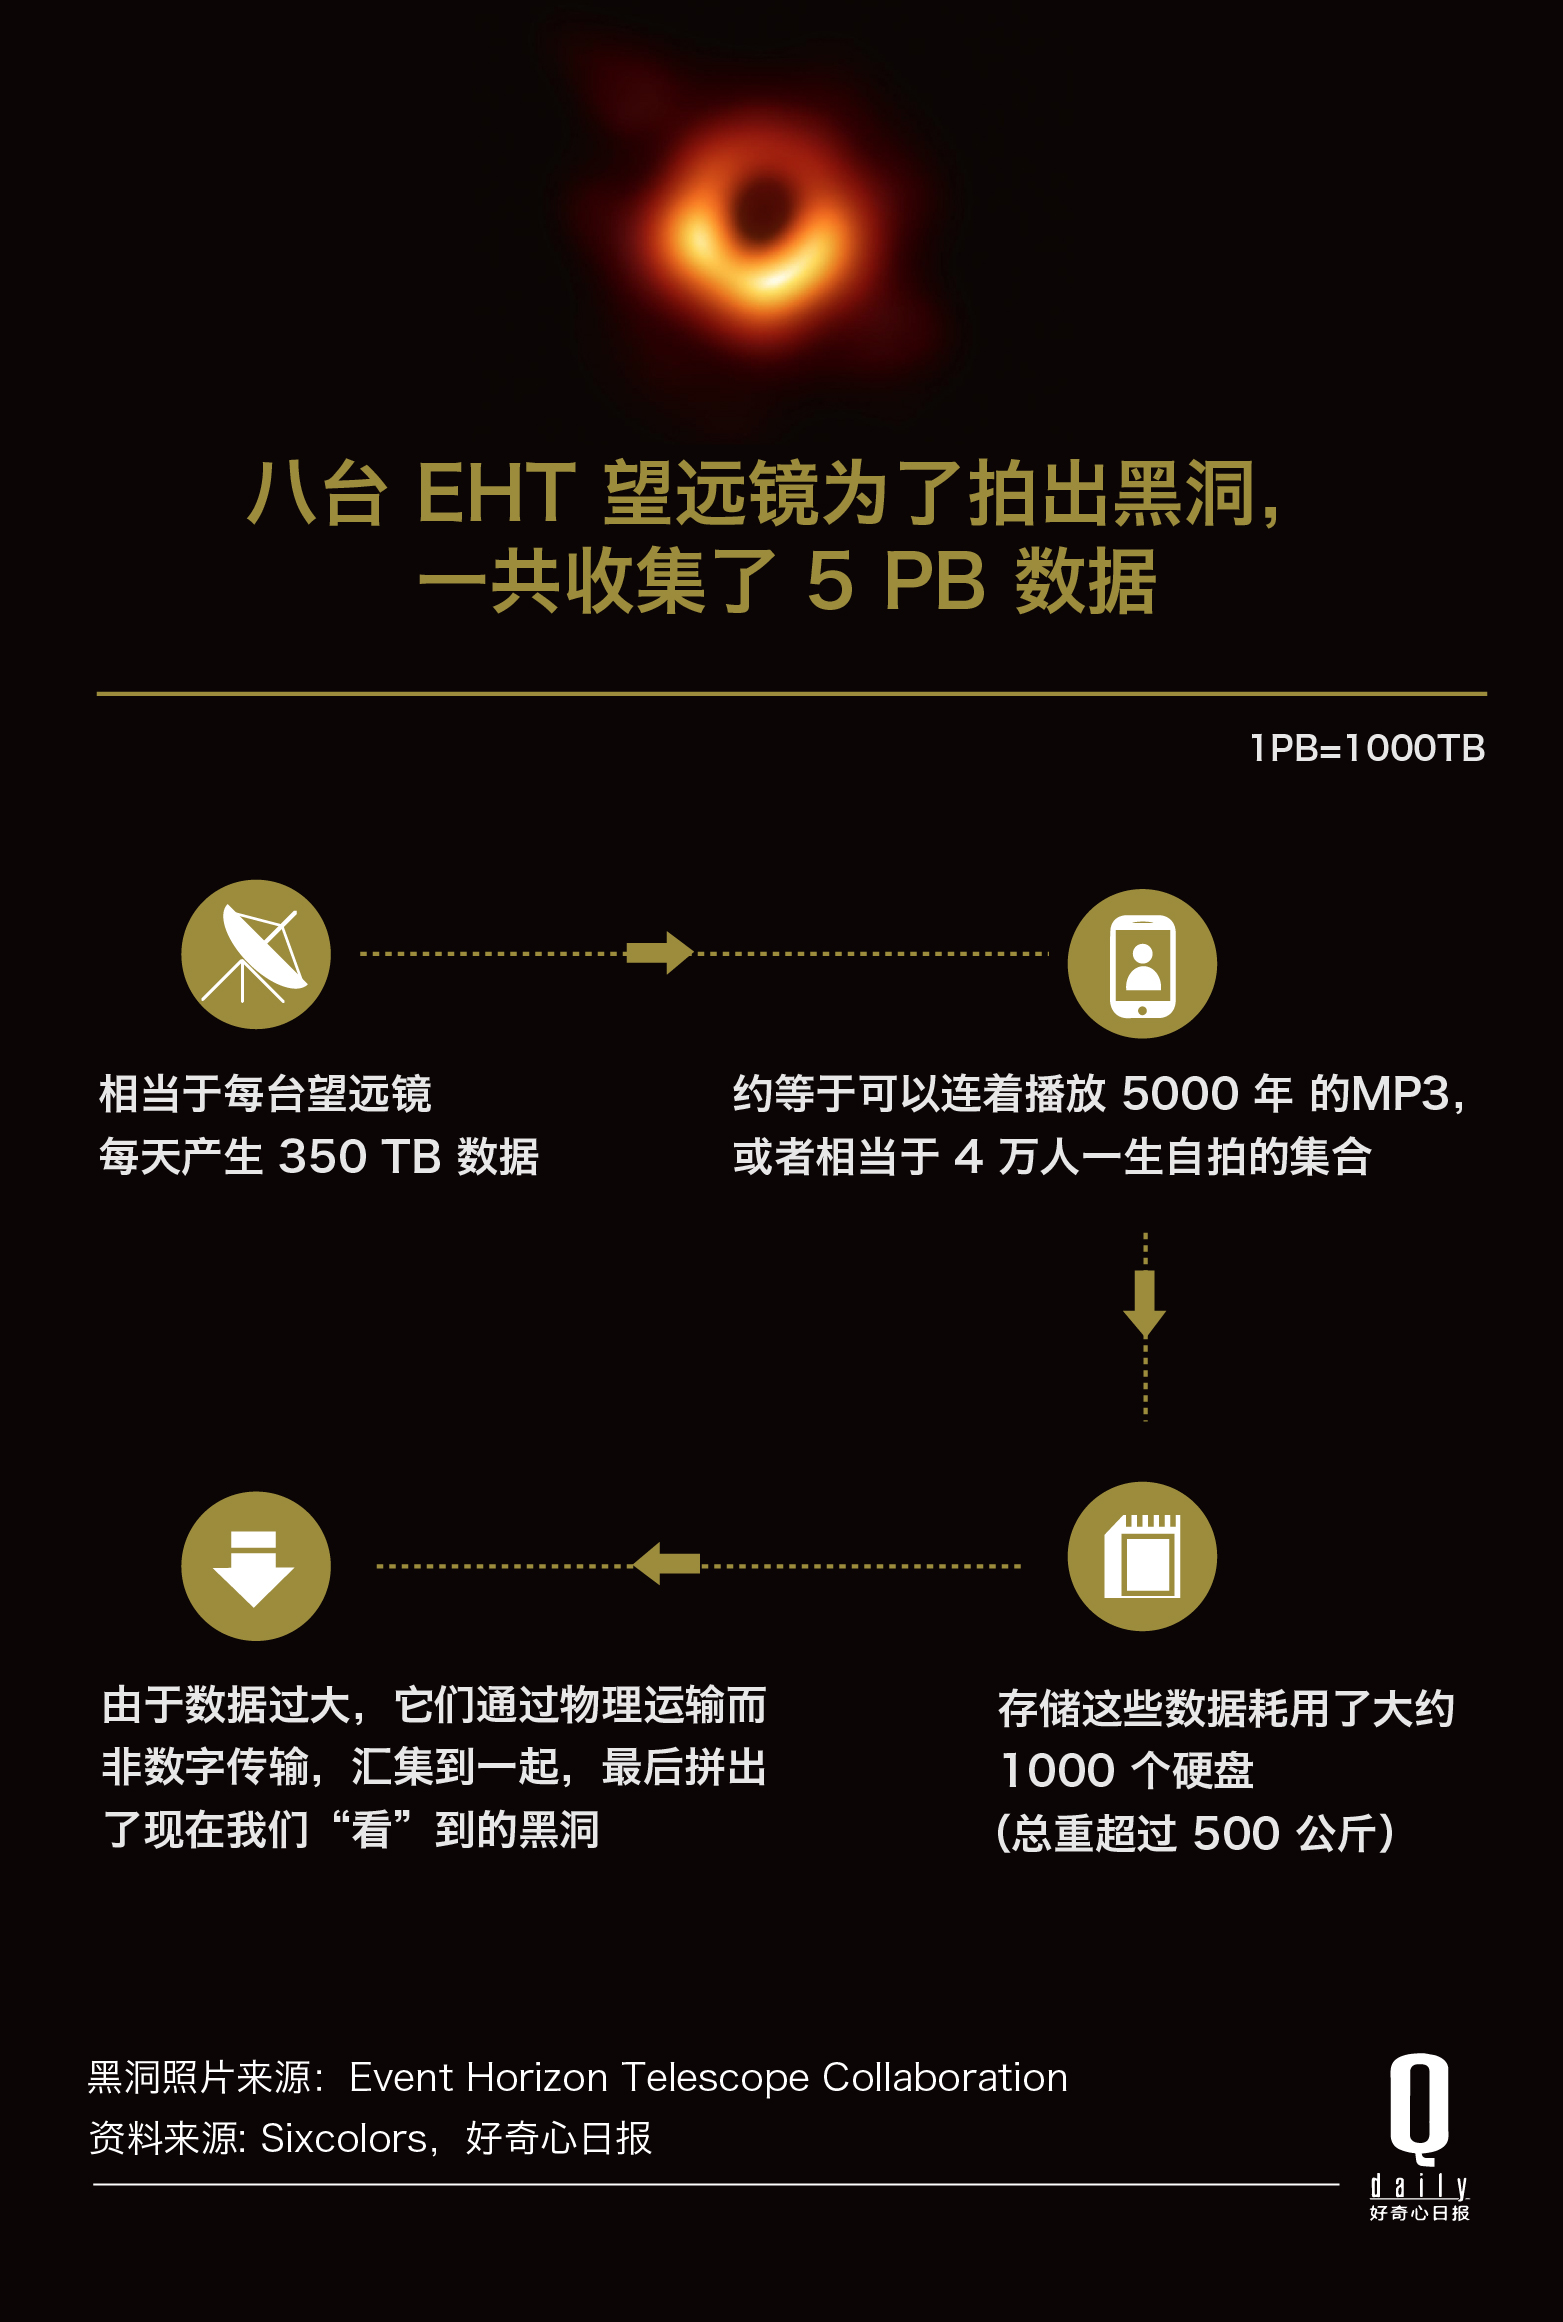 八台 EHT 望远镜为了拍出黑洞，
一共收集了 5 PB 数据
1PB=1000TB
相当于每台望远镜
每天产生 350 TB 数据
约等于可以连着播放 5000 年 的MP3，
或者相当于 4 万人一生自拍的集合
由于数据过大，它们通过物理运输而
非数字传输，汇集到一起，最后拼出
了现在我们“看”到的黑洞
存储这些数据耗用了大约
1000 个硬盘
（总重超过 500 公斤）
黑洞照片来源：Event Horizon Telescope Collaboration
资料来源: Sixcolors，好奇心日报
Q
daily
好奇心日报